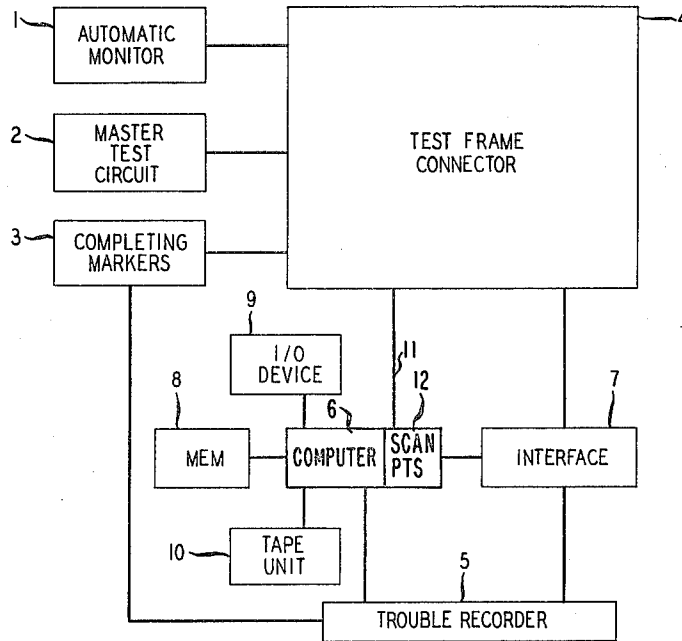 1
AUTOMATIC
MONITOR
4
2
MASTER
TEST
CIRCUIT
TEST FRAME
CONNECTOR
3
COMPLETING
MARKERS
9
I/O
DEVICE
11
8
MEM
6
COMPUTER
12
SCAN
PTS
7
INTERFACE
10
TAPE
UNIT
5
TROUBLE RECORDER